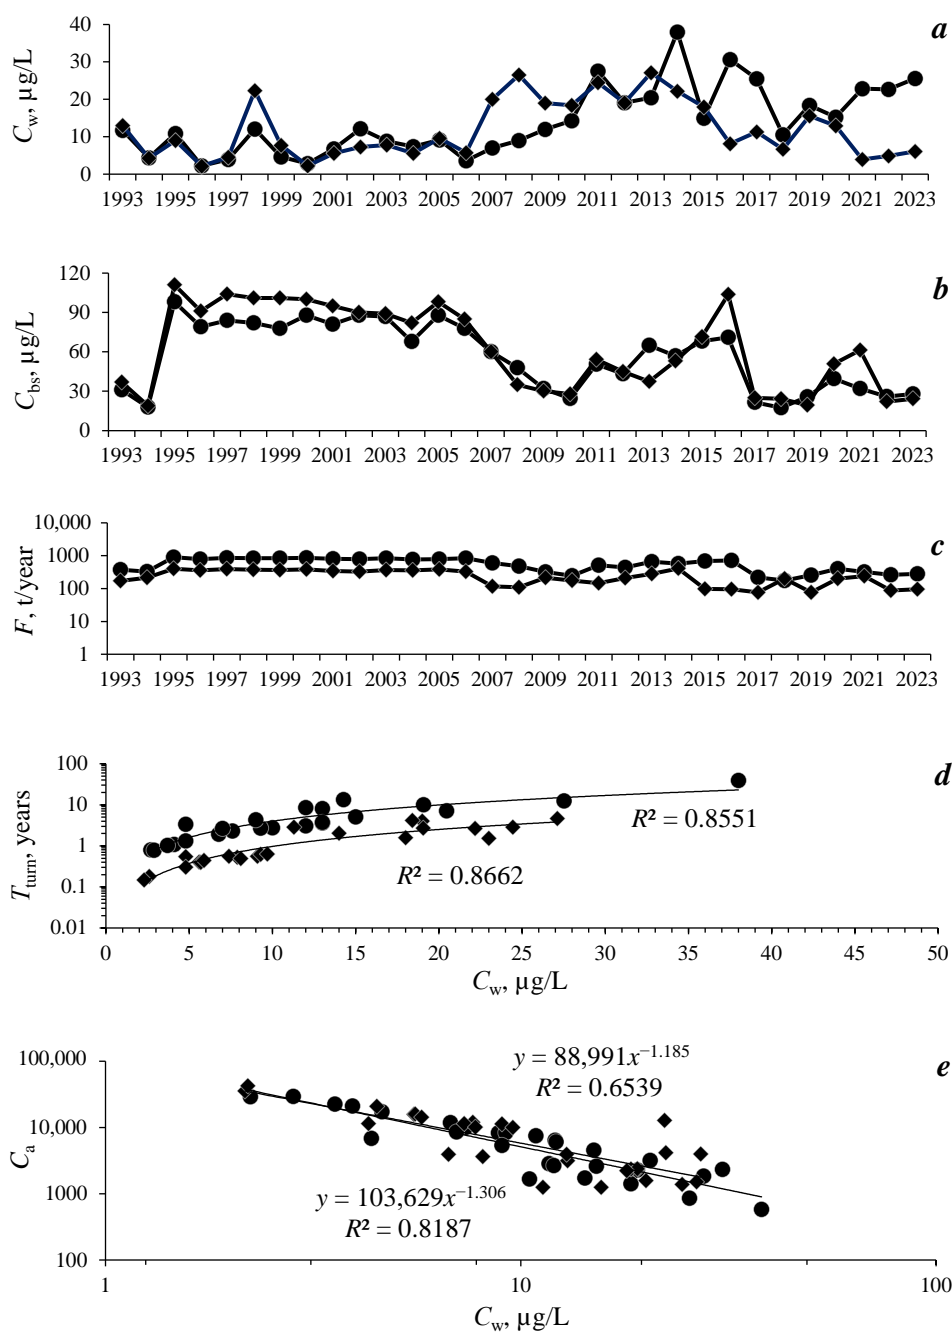 a
C_w, µg/L
40
30
20
10
0
1993 1995 1997 1999 2001 2003 2005 2007 2009 2011 2013 2015 2017 2019 2021 2023
b
C_bs, µg/L
120
90
60
30
0
1993 1995 1997 1999 2001 2003 2005 2007 2009 2011 2013 2015 2017 2019 2021 2023
c
F, t/year
10,000
1000
100
10
1
1993 1995 1997 1999 2001 2003 2005 2007 2009 2011 2013 2015 2017 2019 2021 2023
d
T_turn, years
100
10
1
0.1
0.01
R² = 0.8551
R² = 0.8662
0 5 10 15 20 25 30 35 40 45 50
C_w, µg/L
e
C_a
100,000
10,000
1000
100
y = 88,991x^−1.185
R² = 0.6539
y = 103,629x^−1.306
R² = 0.8187
1 10 100
C_w, µg/L